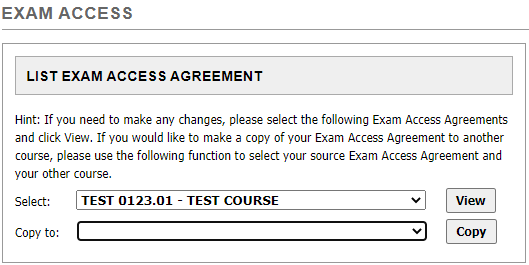 EXAM ACCESS
LIST EXAM ACCESS AGREEMENT
Hint: If you need to make any changes, please select the following Exam Access Agreements
and click View. If you would like to make a copy of your Exam Access Agreement to another
course, please use the following function to select your source Exam Access Agreement and
your other course.
Select: TEST 0123.01 - TEST COURSE View
Copy to: Copy